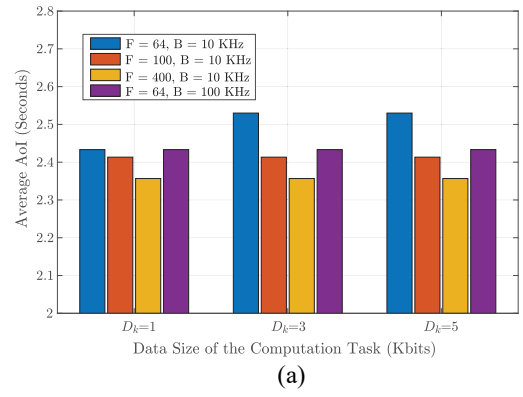 2.8
2.7
2.6
2.5
2.4
2.3
2.2
2.1
2
Average AoI (Seconds)
F = 64, B = 10 KHz
F = 100, B = 10 KHz
F = 400, B = 10 KHz
F = 64, B = 100 KHz
D_k=1 D_k=3 D_k=5
Data Size of the Computation Task (Kbits)
(a)